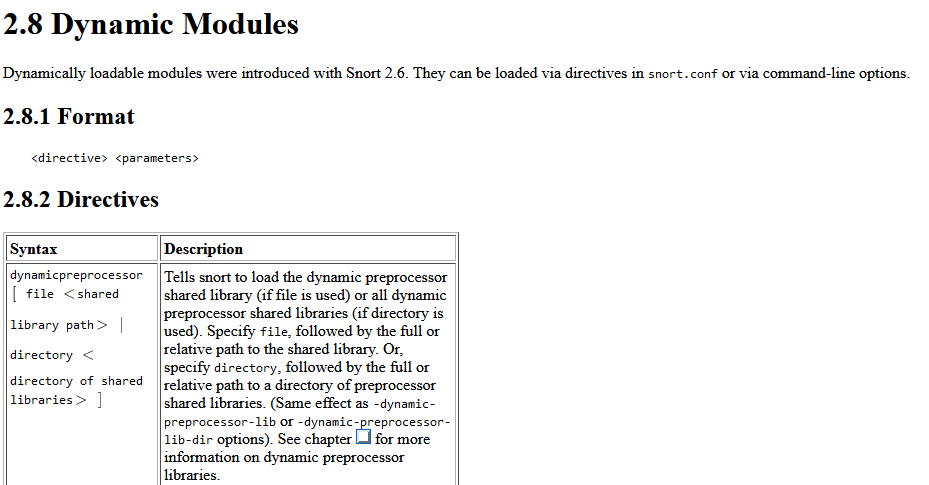 2.8 Dynamic Modules
Dynamically loadable modules were introduced with Snort 2.6. They can be loaded via directives in snort.conf or via command-line options.
2.8.1 Format
<directive> <parameters>
2.8.2 Directives
Syntax
Description
dynamicpreprocessor
[ file <shared
library path> |
directory <
directory of shared
libraries> ]
Tells snort to load the dynamic preprocessor
shared library (if file is used) or all dynamic
preprocessor shared libraries (if directory is
used). Specify file, followed by the full or
relative path to the shared library. Or,
specify directory, followed by the full or
relative path to a directory of preprocessor
shared libraries. (Same effect as -dynamic-
preprocessor-lib or -dynamic-preprocessor-
lib-dir options). See chapter for more
information on dynamic preprocessor
libraries.